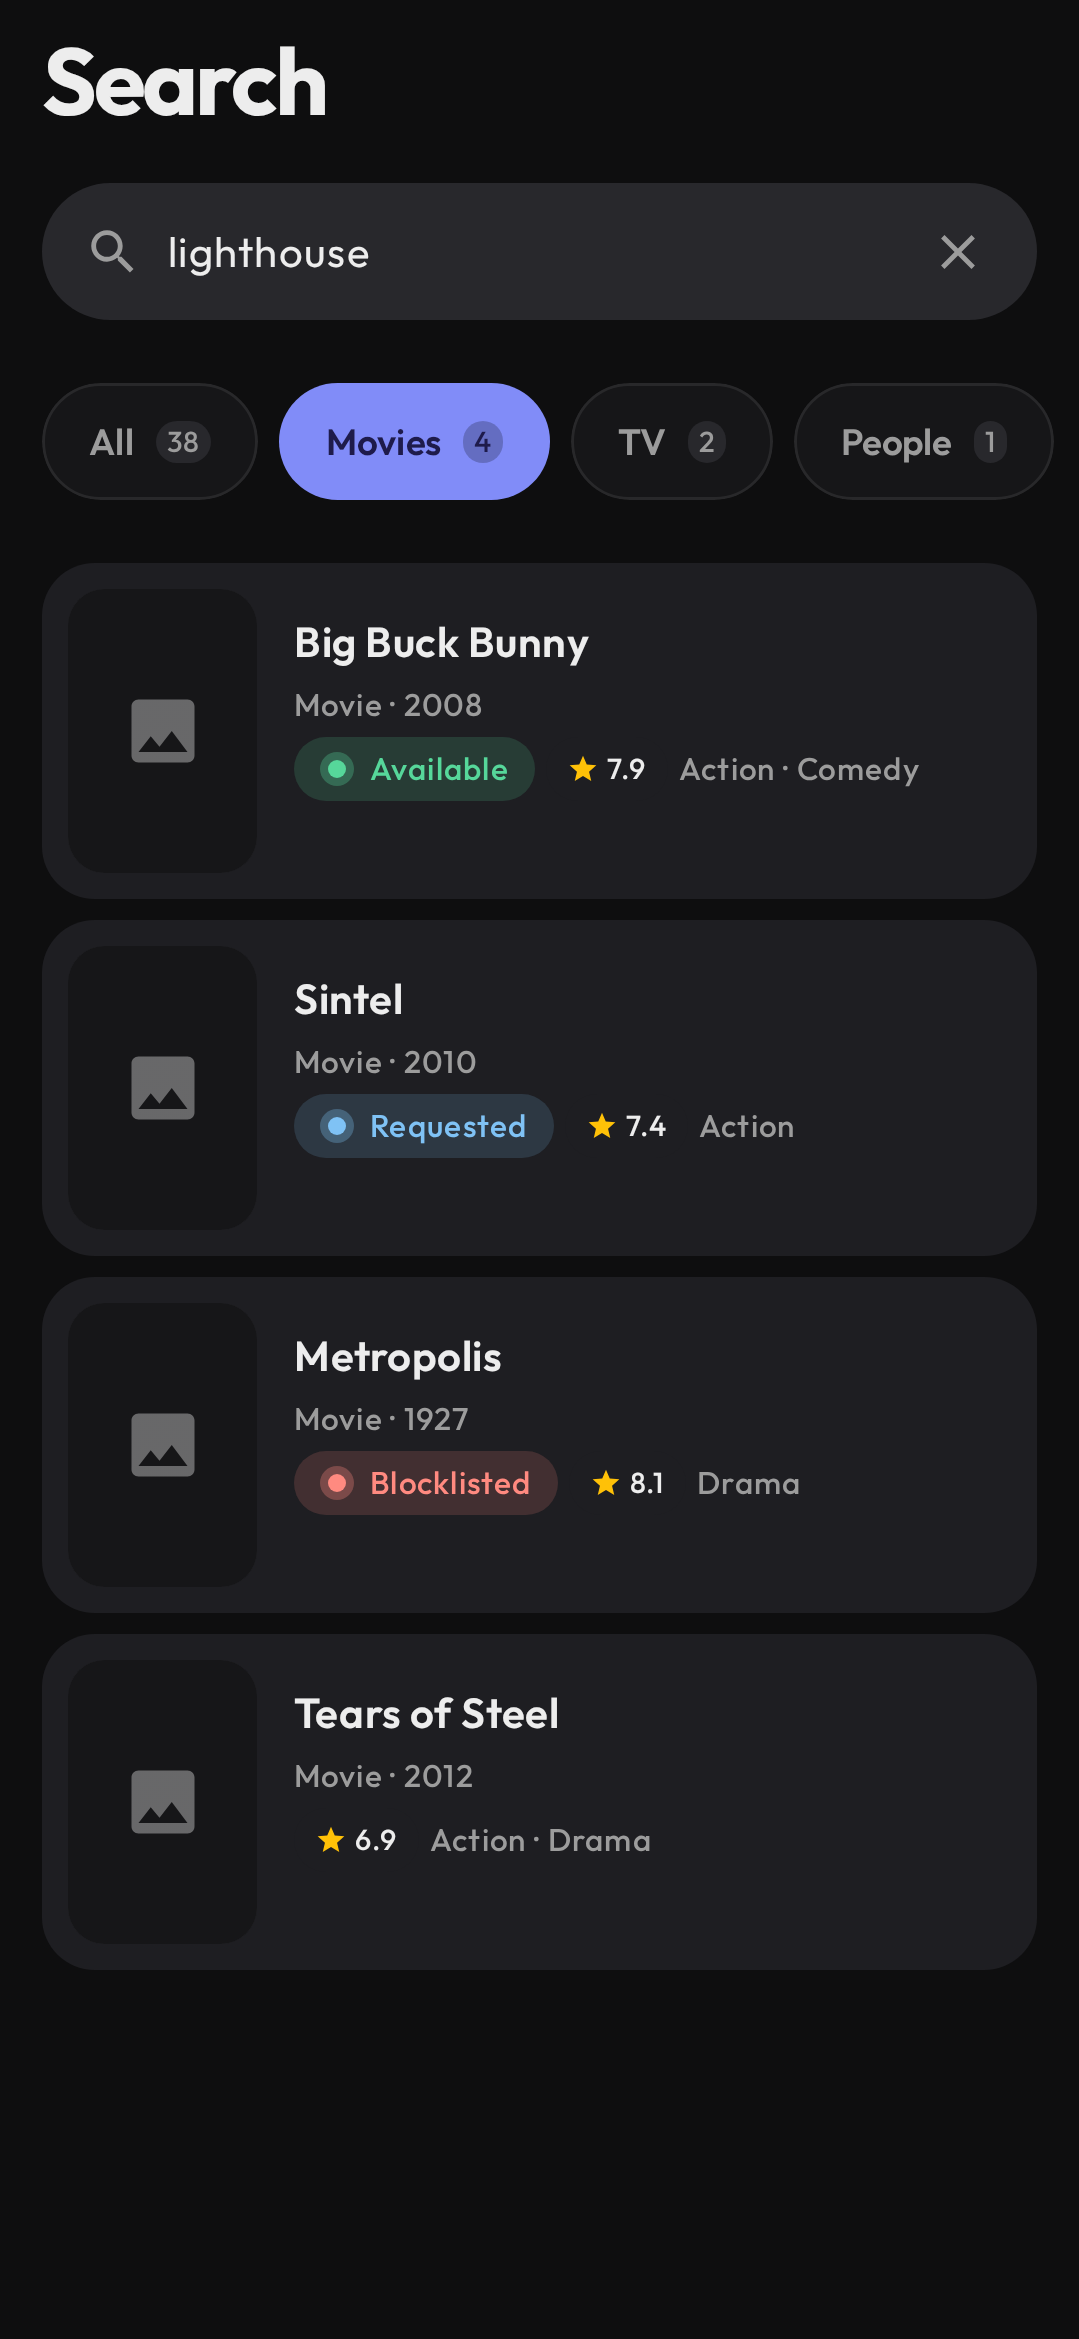 Search
lighthouse
All 38 Movies 4 TV 2 People 1
Big Buck Bunny
Movie · 2008
Available 7.9 Action · Comedy
Sintel
Movie · 2010
Requested 7.4 Action
Metropolis
Movie · 1927
Blocklisted 8.1 Drama
Tears of Steel
Movie · 2012
6.9 Action · Drama